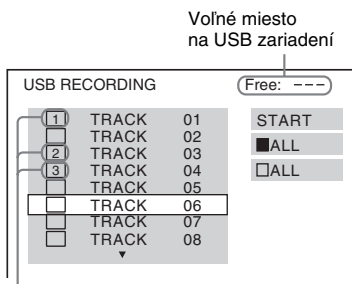 Voľné miesto
na USB zariadení
USB RECORDING
Free: – – –
1 TRACK 01
TRACK 02
2 TRACK 03
3 TRACK 04
TRACK 05
TRACK 06
TRACK 07
TRACK 08
START
■ALL
□ALL